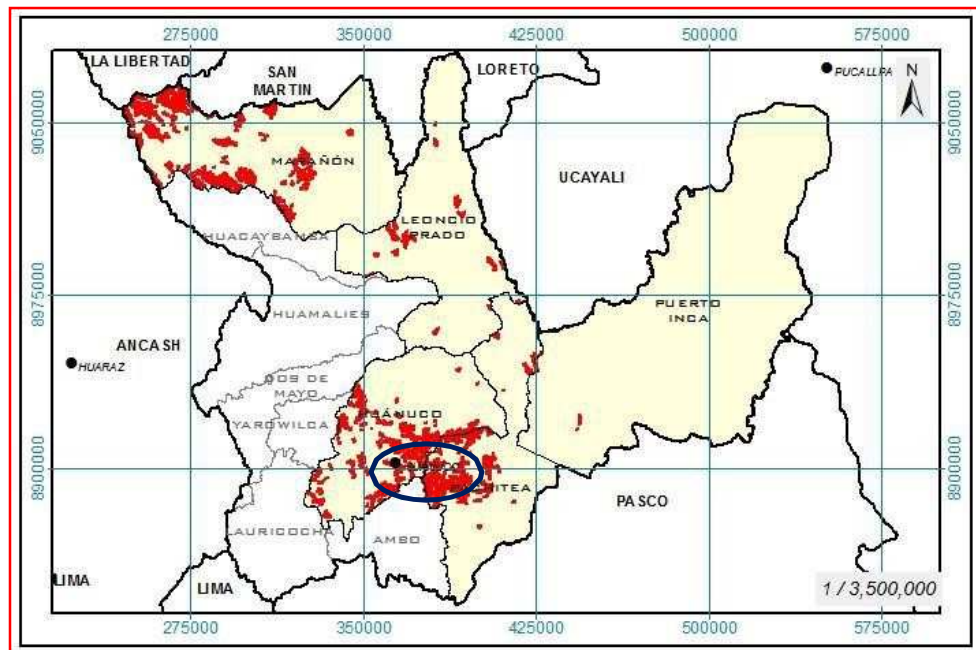 275000 350000 425000 500000 575000
LA LIBERTAD
SAN
MARTIN
LORETO
PUCALLPA
N
9050000
9050000
MARAÑÓN
UCAYALI
LEONCIO
PRADO
HUACAYBAMBA
8975000
8975000
HUAMALIES
PUERTO
INCA
ANCASH
HUARAZ
DOS DE
MAYO
HUÁNUCO
YAROWILCA
8900000
8900000
PASCO
LAURICOCHA
AMBO
LIMA
LIMA
1 / 3,500,000
275000 350000 425000 500000 575000